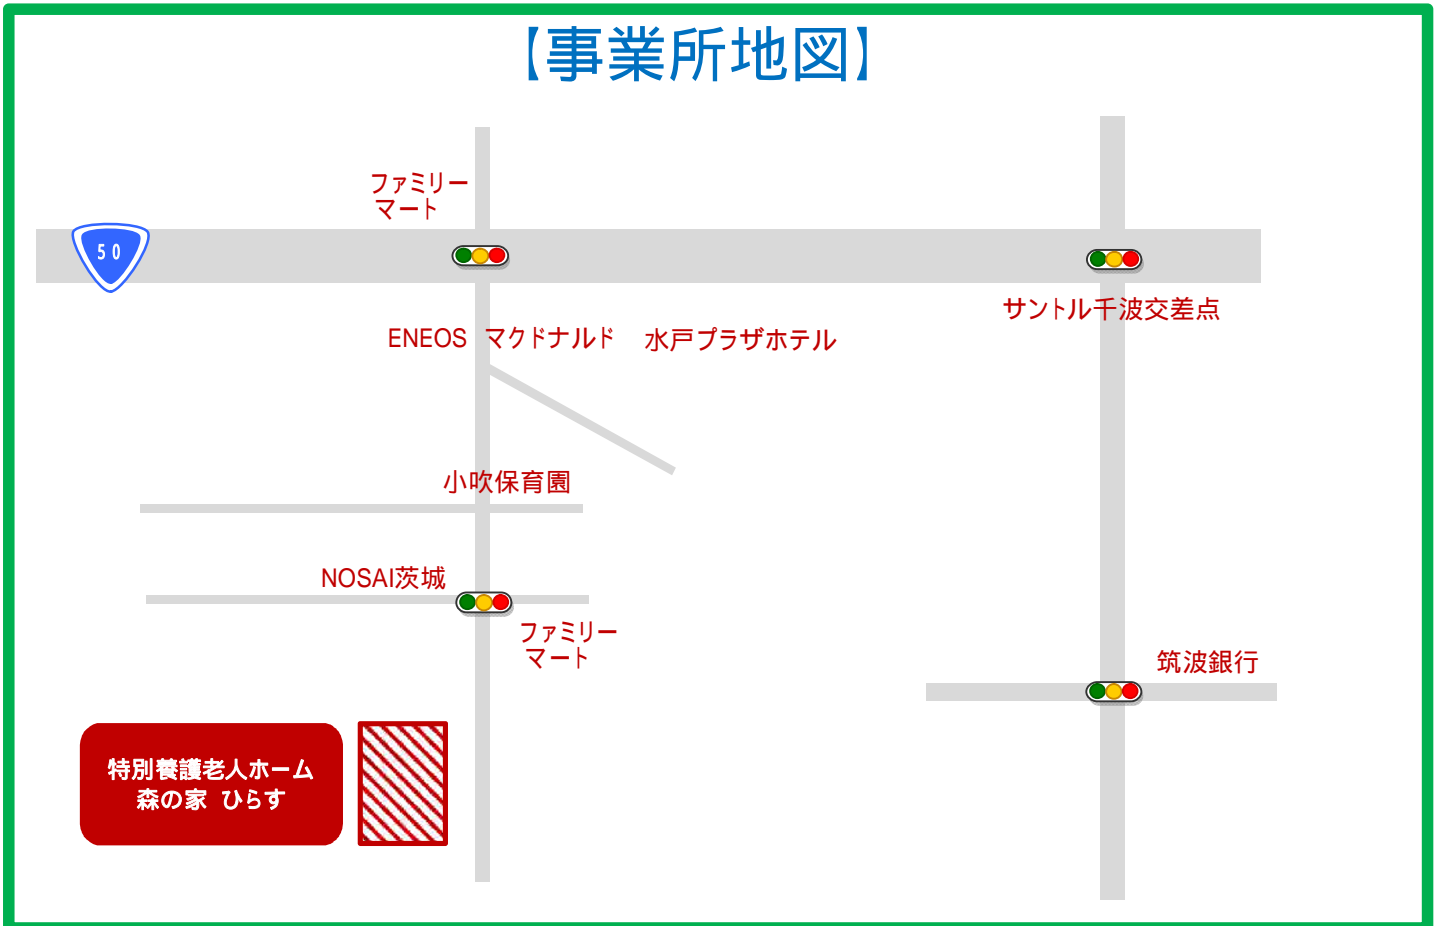 【事業所地図】
ファミリー
マート
50
サントル千波交差点
ENEOS マクドナルド 水戸プラザホテル
小吹保育園
NOSAI茨城
ファミリー
マート
筑波銀行
特別養護老人ホーム
森の家 ひらす